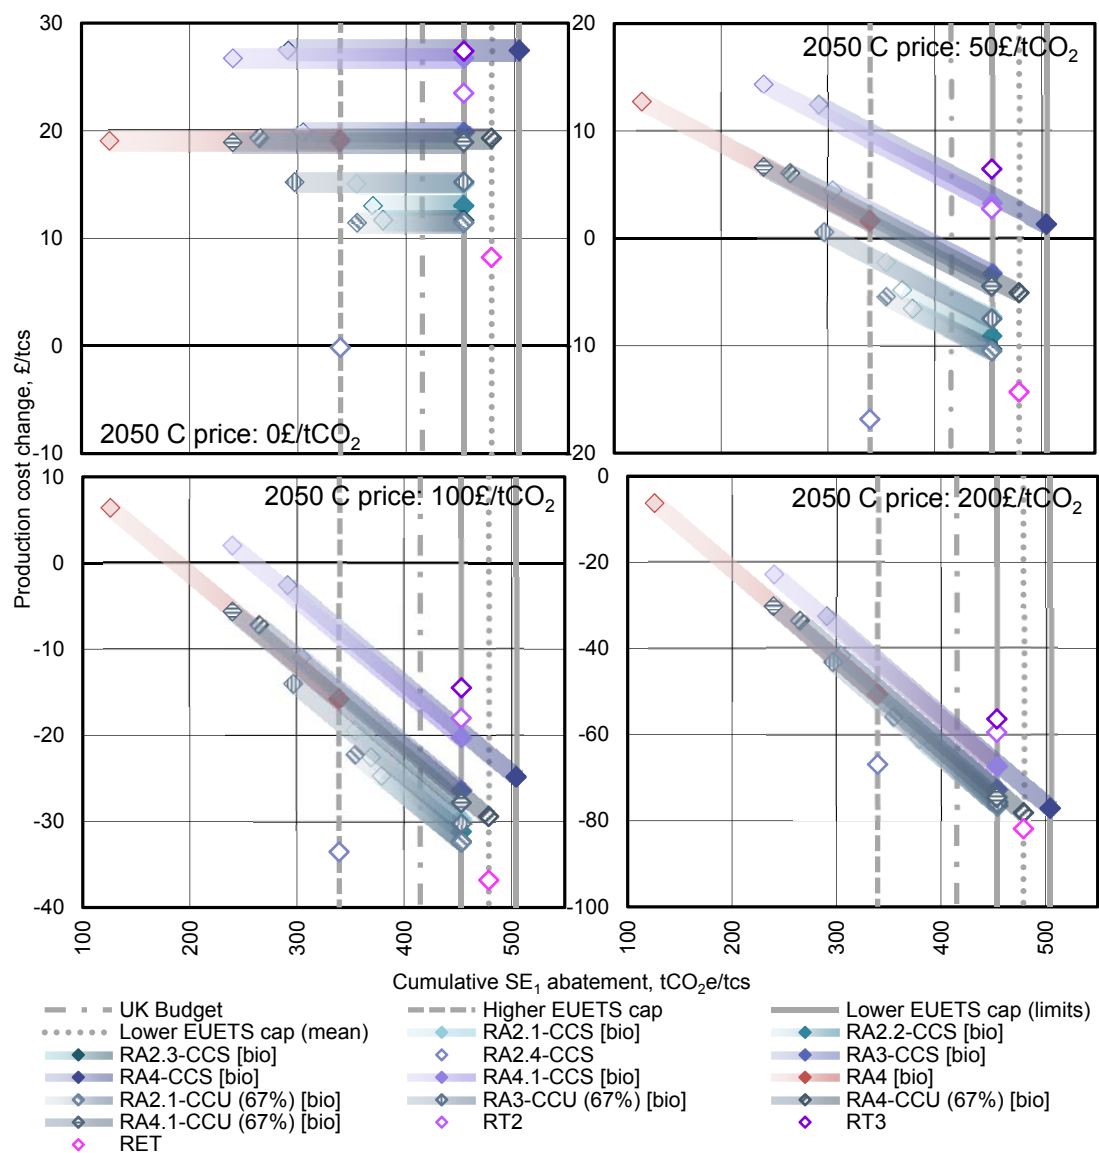 30
20
10
0
-10
2050 C price: 0£/tCO2
20
10
0
-10
-20
2050 C price: 50£/tCO2
Production cost change, £/tcs
10
0
-10
-20
-30
-40
2050 C price: 100£/tCO2
0
-20
-40
-60
-80
-100
2050 C price: 200£/tCO2
100 200 300 400 500
100 200 300 400 500
Cumulative SE1 abatement, tCO2e/tcs
UK Budget Higher EUETS cap Lower EUETS cap (limits)
Lower EUETS cap (mean) RA2.1-CCS [bio] RA2.2-CCS [bio]
RA2.3-CCS [bio] RA2.4-CCS RA3-CCS [bio]
RA4-CCS [bio] RA4.1-CCS [bio] RA4 [bio]
RA2.1-CCU (67%) [bio] RA3-CCU (67%) [bio] RA4-CCU (67%) [bio]
RA4.1-CCU (67%) [bio] RT2 RT3
RET